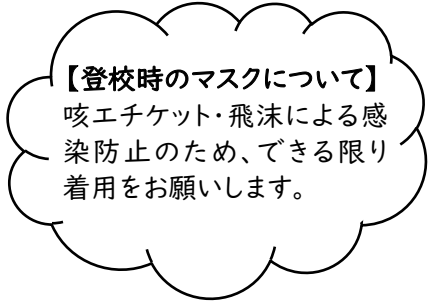 【登校時のマスクについて】
咳エチケット・飛沫による感
染防止のため、できる限り
着用をお願いします。